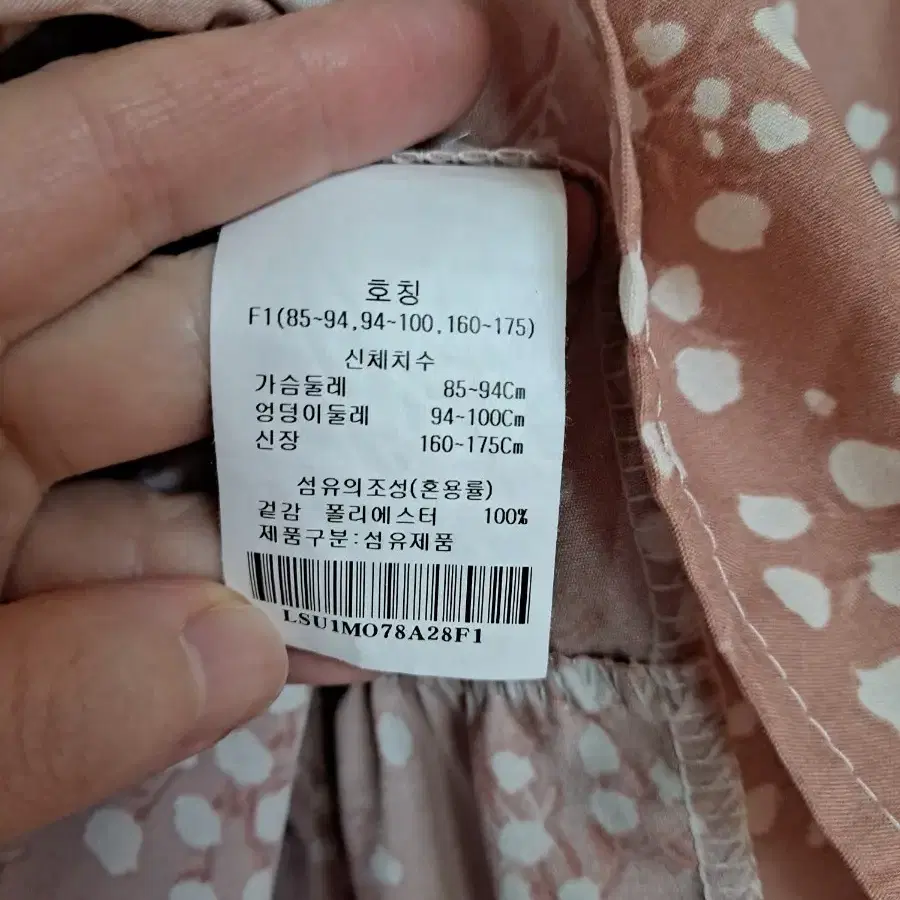 호칭
F1(85~94,94~100,160~175)
신체치수
가슴둘레 85~94Cm
엉덩이둘레 94~100Cm
신장 160~175Cm
섬유의조성(혼용률)
겉감 폴리에스터 100%
제품구분:섬유제품
LSU1MO78A28F1